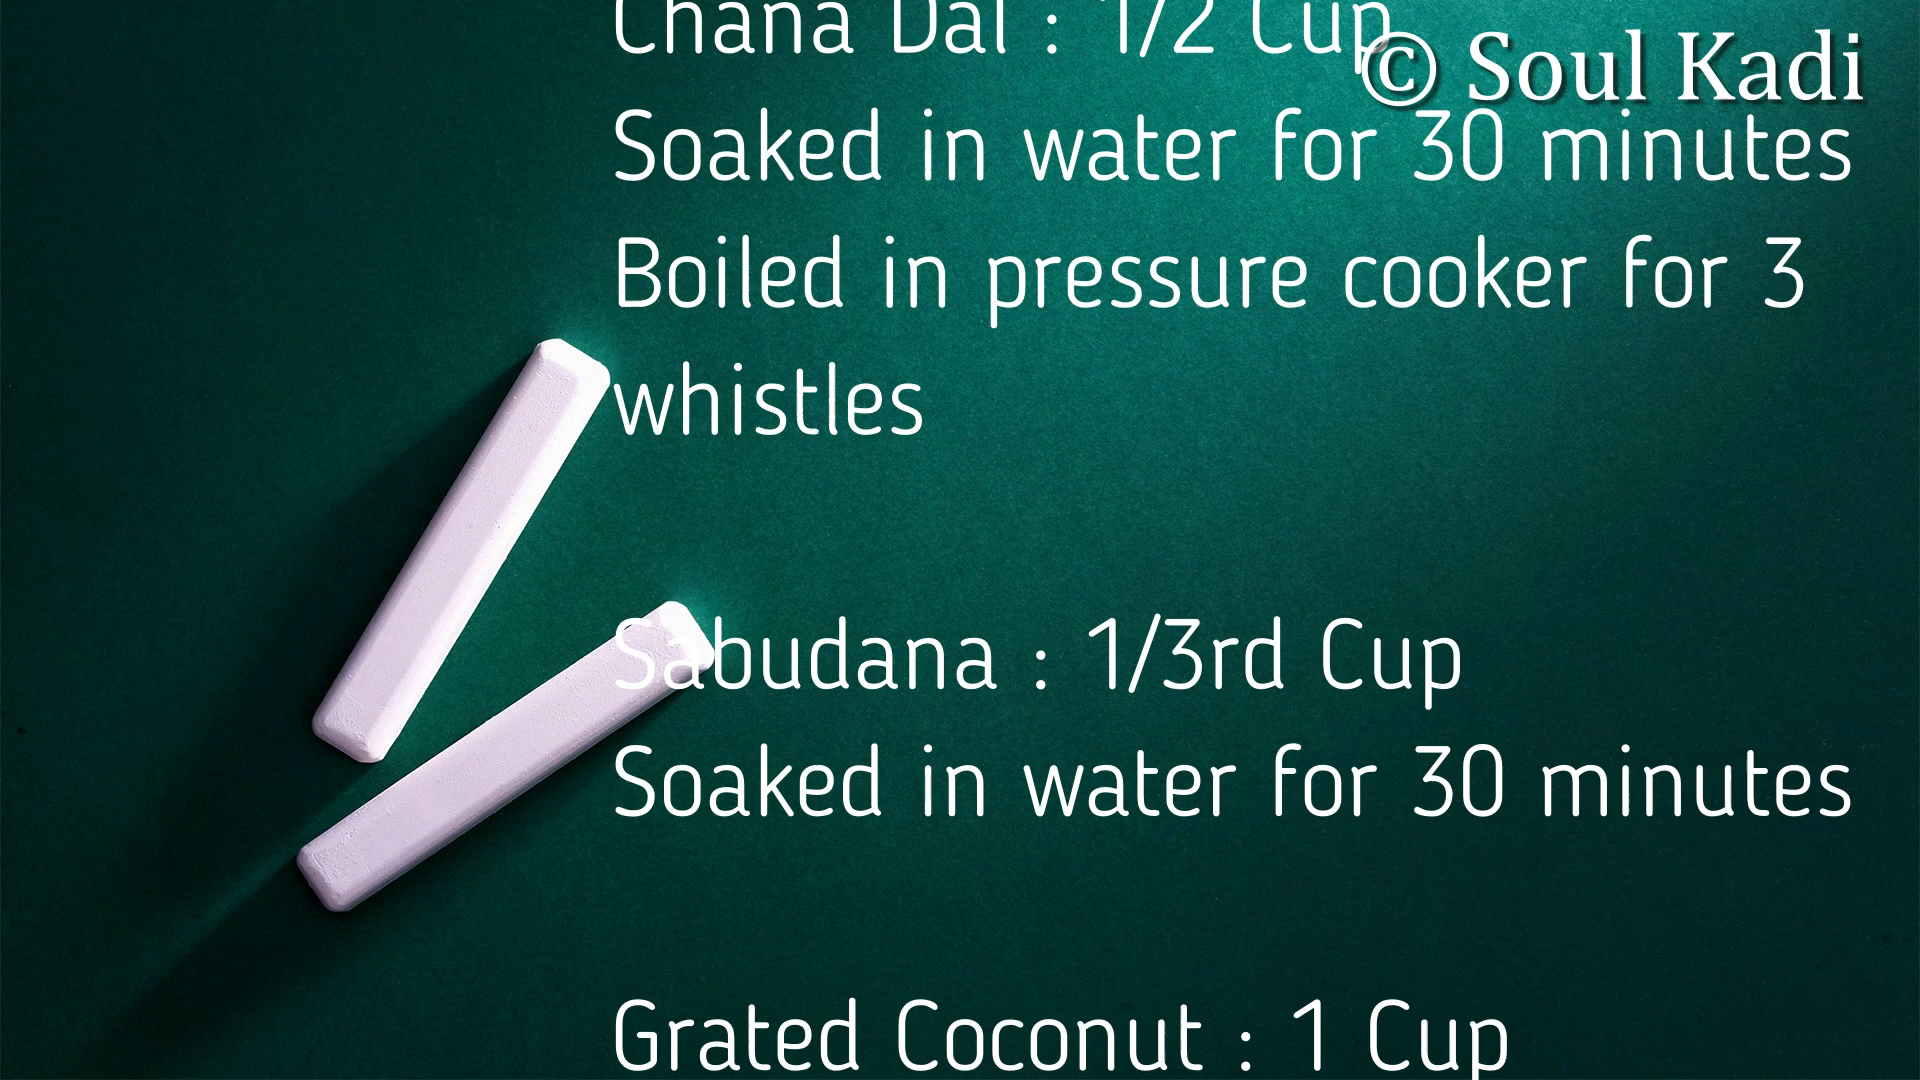 Chana Dal : 1/2 Cup
© Soul Kadi
Soaked in water for 30 minutes
Boiled in pressure cooker for 3
whistles
Sabudana : 1/3rd Cup
Soaked in water for 30 minutes
Grated Coconut : 1 Cup